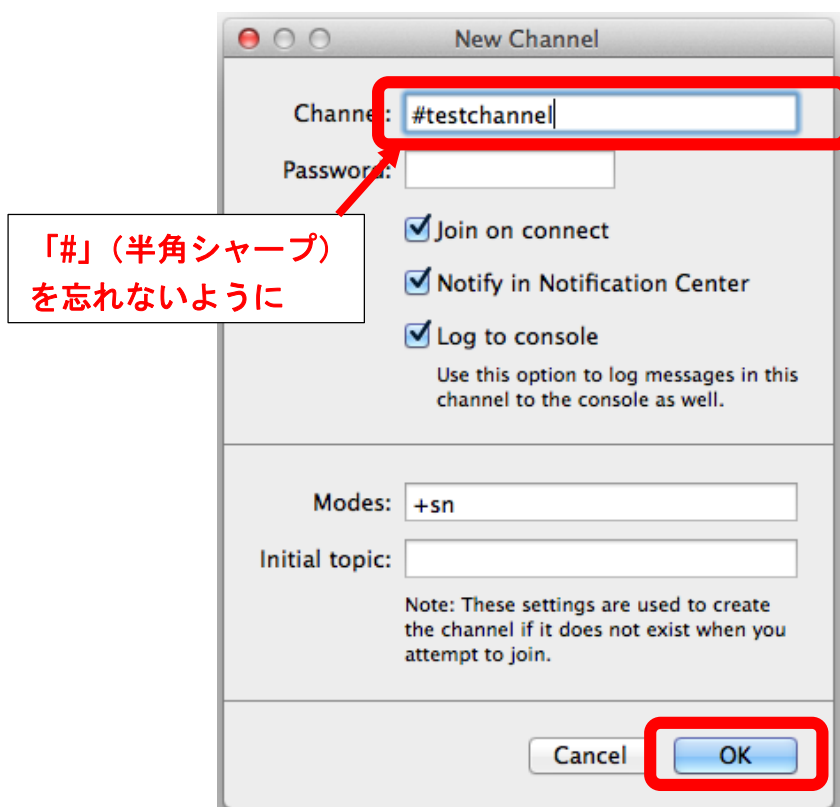 New Channel
Channel: #testchannel
Password:
「#」（半角シャープ）
を忘れないように
Join on connect
Notify in Notification Center
Log to console
Use this option to log messages in this
channel to the console as well.
Modes: +sn
Initial topic:
Note: These settings are used to create
the channel if it does not exist when you
attempt to join.
Cancel OK